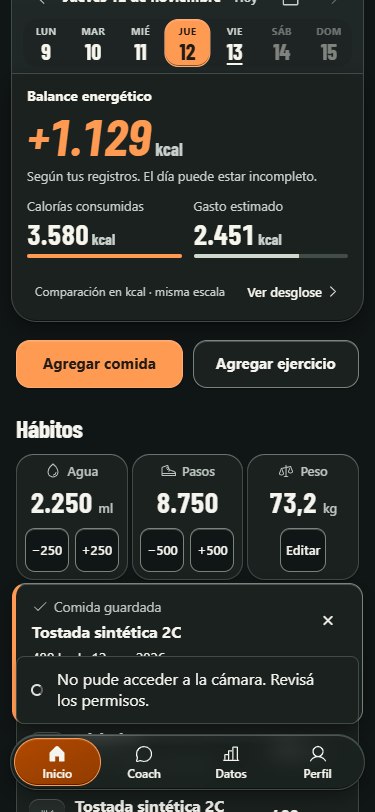 LUN MAR MIÉ JUE VIE SÁB DOM
9 10 11 12 13 14 15
Balance energético
+1.129 kcal
Según tus registros. El día puede estar incompleto.
Calorías consumidas Gasto estimado
3.580 kcal 2.451 kcal
Comparación en kcal · misma escala Ver desglose
Agregar comida Agregar ejercicio
Hábitos
Agua Pasos Peso
2.250 ml 8.750 73,2 kg
−250 +250 −500 +500 Editar
Comida guardada
Tostada sintética 2C
No pude acceder a la cámara. Revisá
los permisos.
Inicio Coach Datos Perfil
Tostada sintética 2C